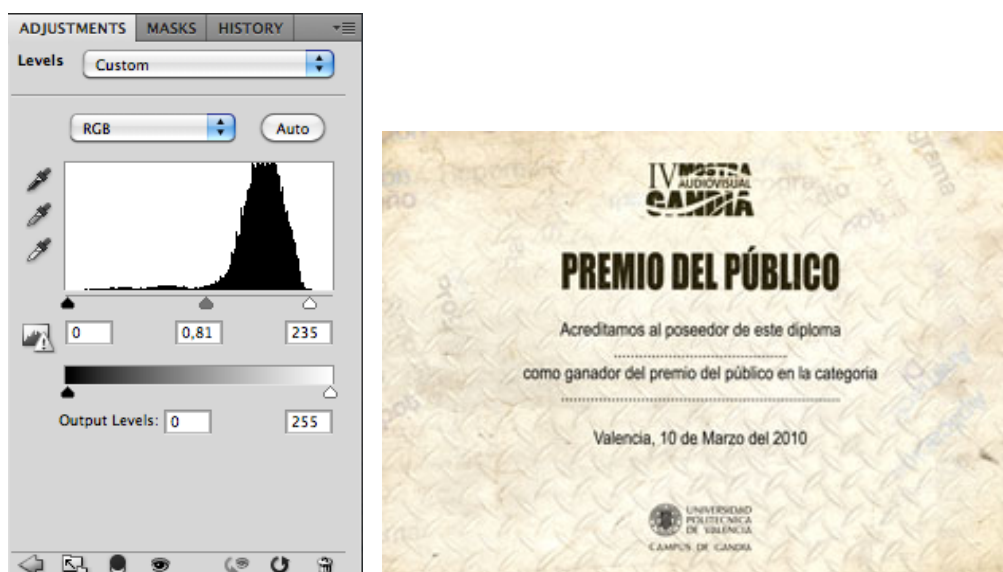 ADJUSTMENTS MASKS HISTORY
Levels Custom
RGB Auto
0 0,81 235
Output Levels: 0 255
IV MOSTRA
AUDIOVISUAL
GANDIA
PREMIO DEL PÚBLICO
Acreditamos al poseedor de este diploma
................................................
como ganador del premio del público en la categoria
................................................................................
Valencia, 10 de Marzo del 2010
UNIVERSIDAD
POLITECNICA
DE VALENCIA
CAMPUS DE GANDIA
grama